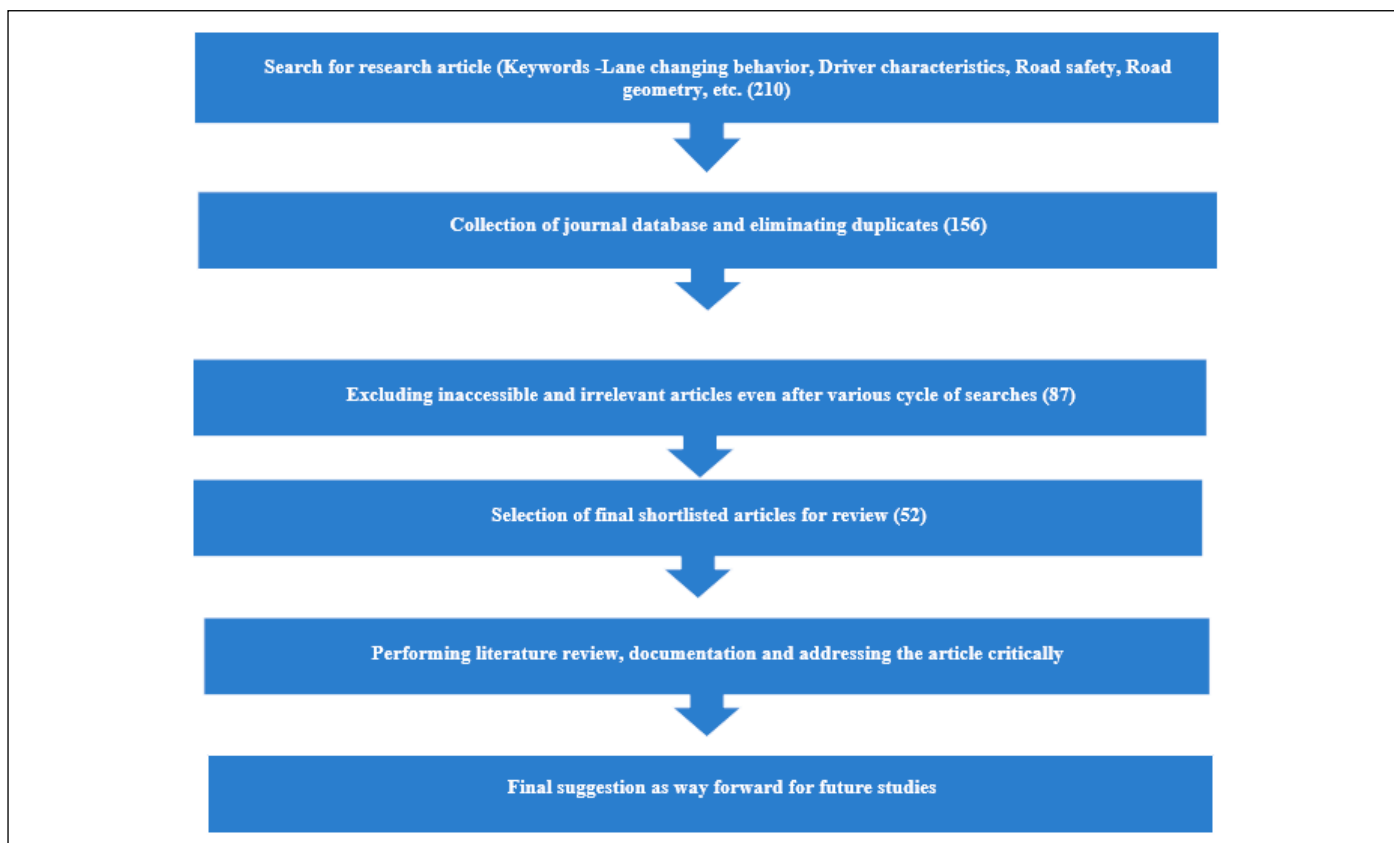 Search for research article (Keywords -Lane changing behavior, Driver characteristics, Road safety, Road
geometry, etc. (210)
Collection of journal database and eliminating duplicates (156)
Excluding inaccessible and irrelevant articles even after various cycle of searches (87)
Selection of final shortlisted articles for review (52)
Performing literature review, documentation and addressing the article critically
Final suggestion as way forward for future studies